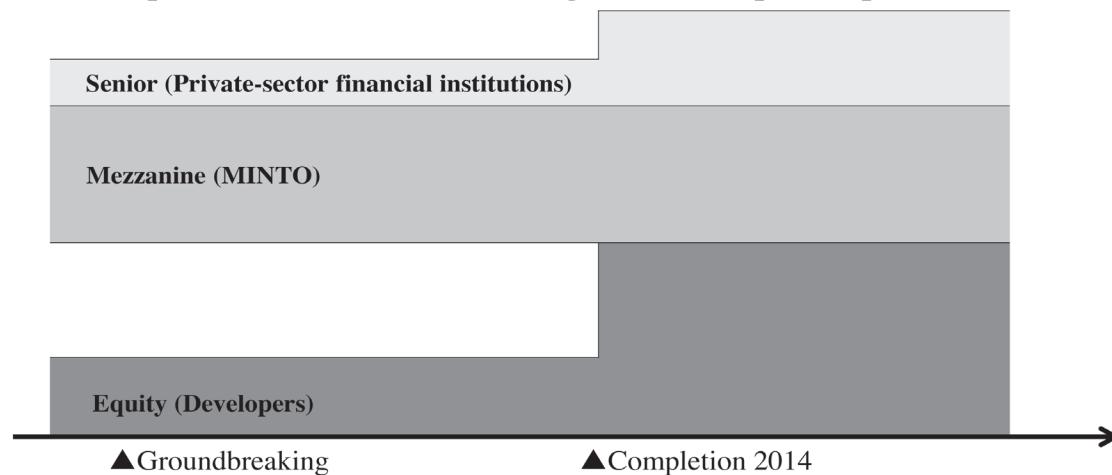 Senior (Private-sector financial institutions)
Mezzanine (MINTO)
Equity (Developers)
▲Groundbreaking ▲Completion 2014